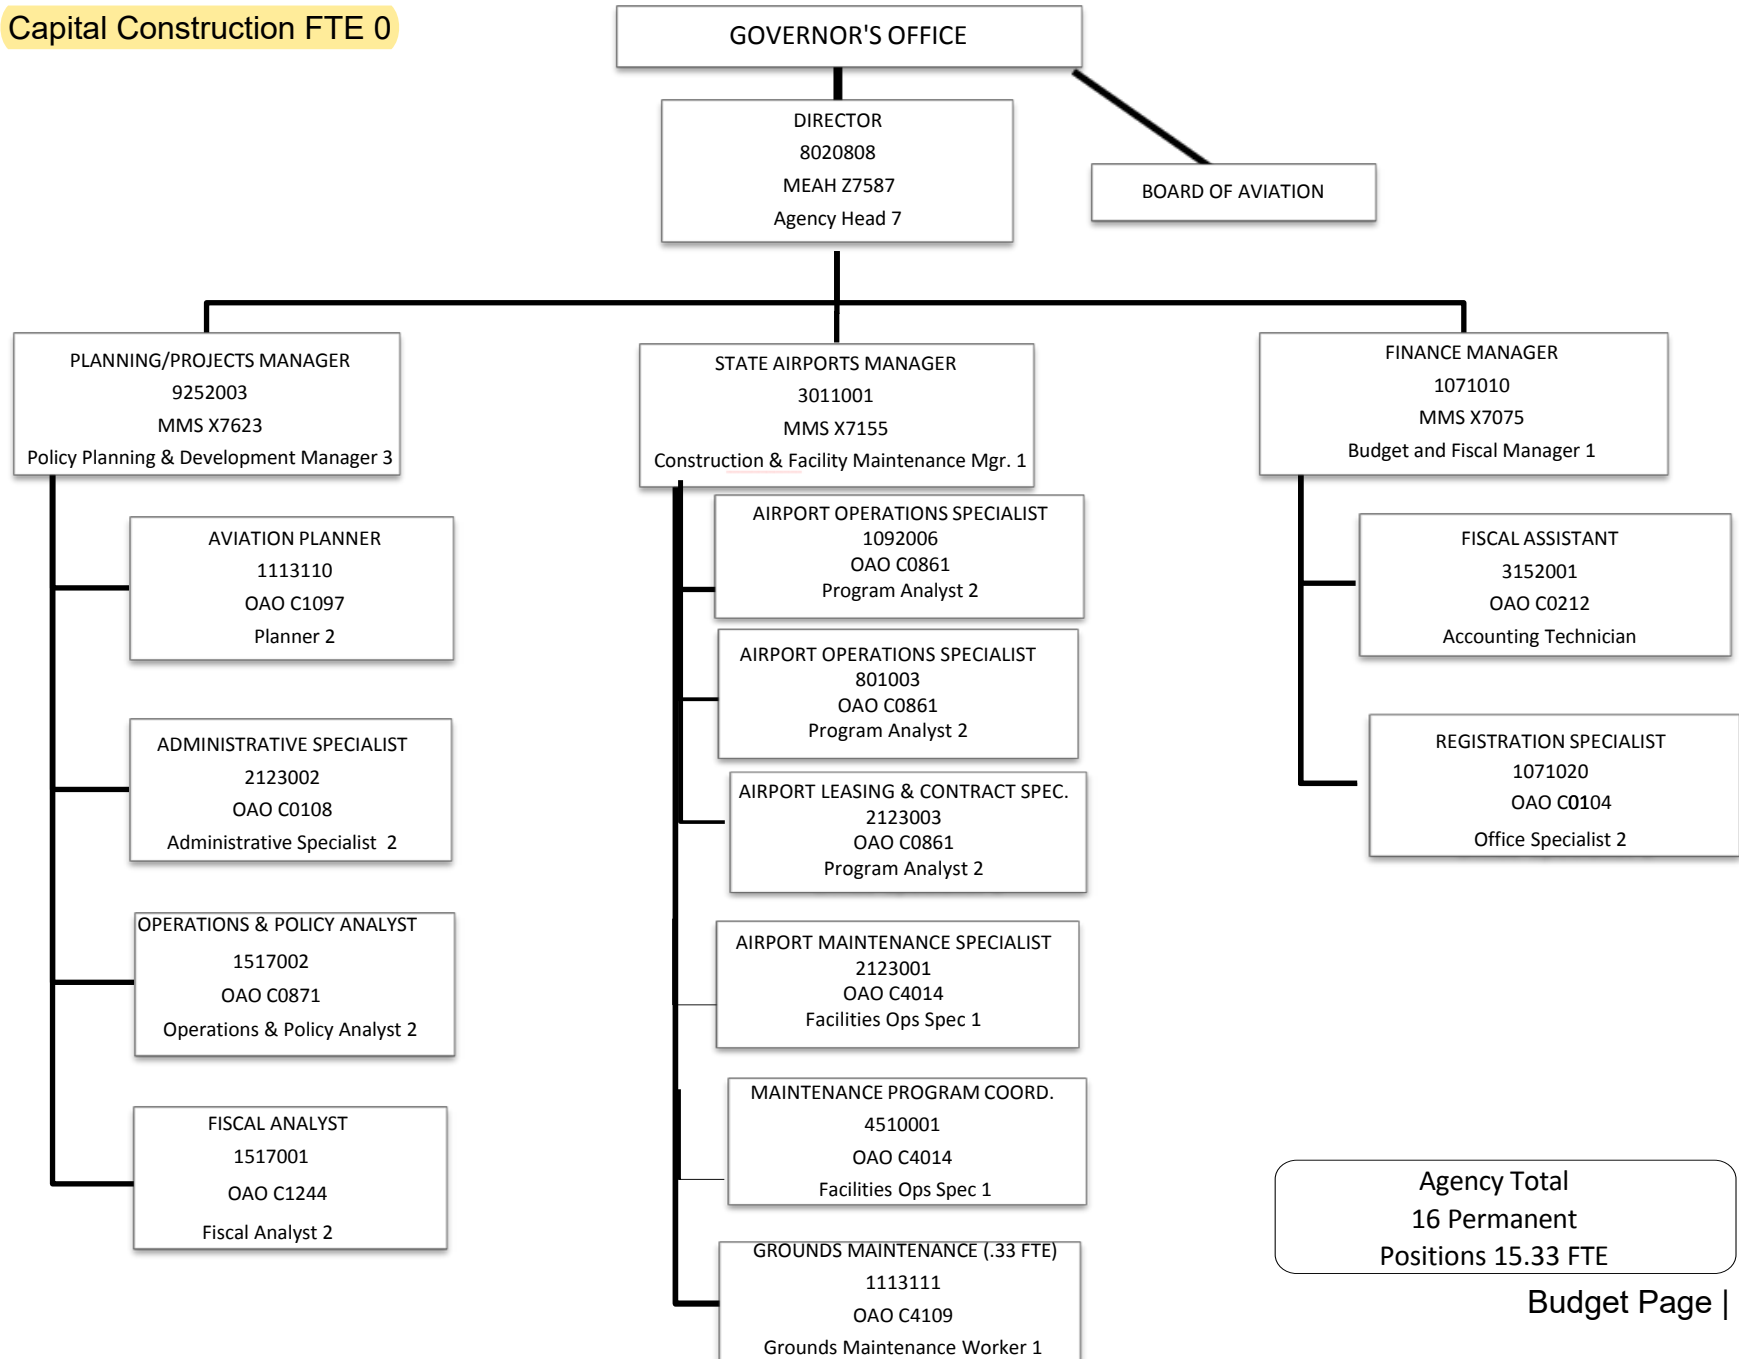 Capital Construction FTE 0
GOVERNOR'S OFFICE
DIRECTOR
8020808
MEAH Z7587
Agency Head 7
BOARD OF AVIATION
PLANNING/PROJECTS MANAGER
9252003
MMS X7623
Policy Planning & Development Manager 3
STATE AIRPORTS MANAGER
3011001
MMS X7155
Construction & Facility Maintenance Mgr. 1
FINANCE MANAGER
1071010
MMS X7075
Budget and Fiscal Manager 1
AVIATION PLANNER
1113110
OAO C1097
Planner 2
ADMINISTRATIVE SPECIALIST
2123002
OAO C0108
Administrative Specialist 2
OPERATIONS & POLICY ANALYST
1517002
OAO C0871
Operations & Policy Analyst 2
FISCAL ANALYST
1517001
OAO C1244
Fiscal Analyst 2
AIRPORT OPERATIONS SPECIALIST
1092006
OAO C0861
Program Analyst 2
AIRPORT OPERATIONS SPECIALIST
801003
OAO C0861
Program Analyst 2
AIRPORT LEASING & CONTRACT SPEC.
2123003
OAO C0861
Program Analyst 2
AIRPORT MAINTENANCE SPECIALIST
2123001
OAO C4014
Facilities Ops Spec 1
MAINTENANCE PROGRAM COORD.
4510001
OAO C4014
Facilities Ops Spec 1
GROUNDS MAINTENANCE (.33 FTE)
1113111
OAO C4109
Grounds Maintenance Worker 1
FISCAL ASSISTANT
3152001
OAO C0212
Accounting Technician
REGISTRATION SPECIALIST
1071020
OAO C0104
Office Specialist 2
Agency Total
16 Permanent
Positions 15.33 FTE
Budget Page |